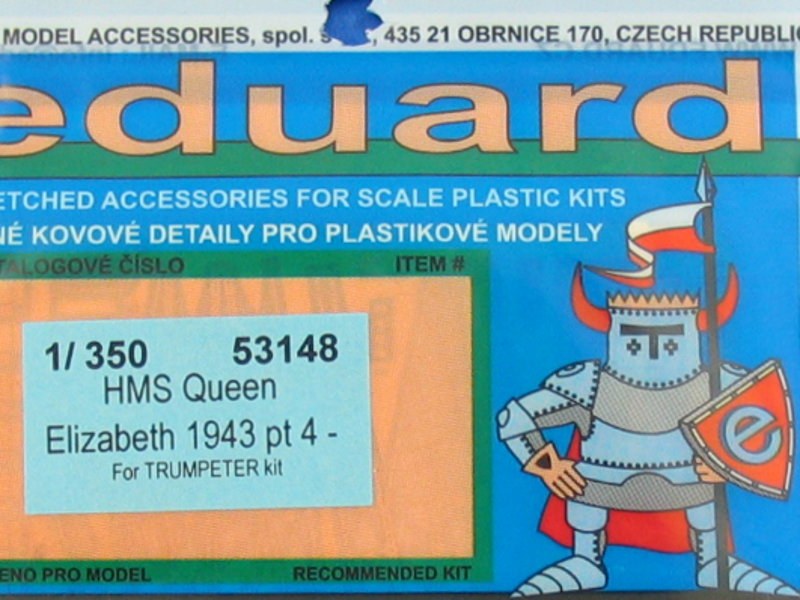 MODEL ACCESSORIES, spol. s , 435 21 OBRNICE 170, CZECH REPUBLIC
eduard
ETCHED ACCESSORIES FOR SCALE PLASTIC KITS
NÉ KOVOVÉ DETAILY PRO PLASTIKOVÉ MODELY
TALOGOVÉ ČÍSLO ITEM #
1/ 350 53148
HMS Queen
Elizabeth 1943 pt 4 -
For TRUMPETER kit
e
ENO PRO MODEL RECOMMENDED KIT